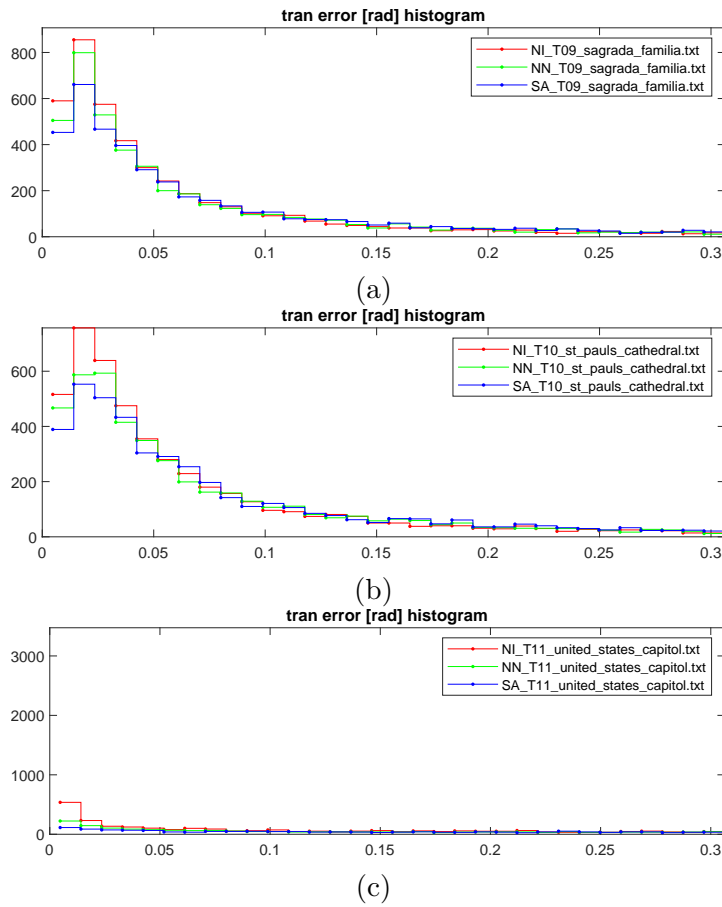 tran error [rad] histogram
800
600
400
200
0
NI_T09_sagrada_familia.txt
NN_T09_sagrada_familia.txt
SA_T09_sagrada_familia.txt
0 0.05 0.1 0.15 0.2 0.25 0.3
(a)
tran error [rad] histogram
600
400
200
0
NI_T10_st_pauls_cathedral.txt
NN_T10_st_pauls_cathedral.txt
SA_T10_st_pauls_cathedral.txt
0 0.05 0.1 0.15 0.2 0.25 0.3
(b)
tran error [rad] histogram
3000
1000
0
NI_T11_united_states_capitol.txt
NN_T11_united_states_capitol.txt
SA_T11_united_states_capitol.txt
0 0.05 0.1 0.15 0.2 0.25 0.3
(c)